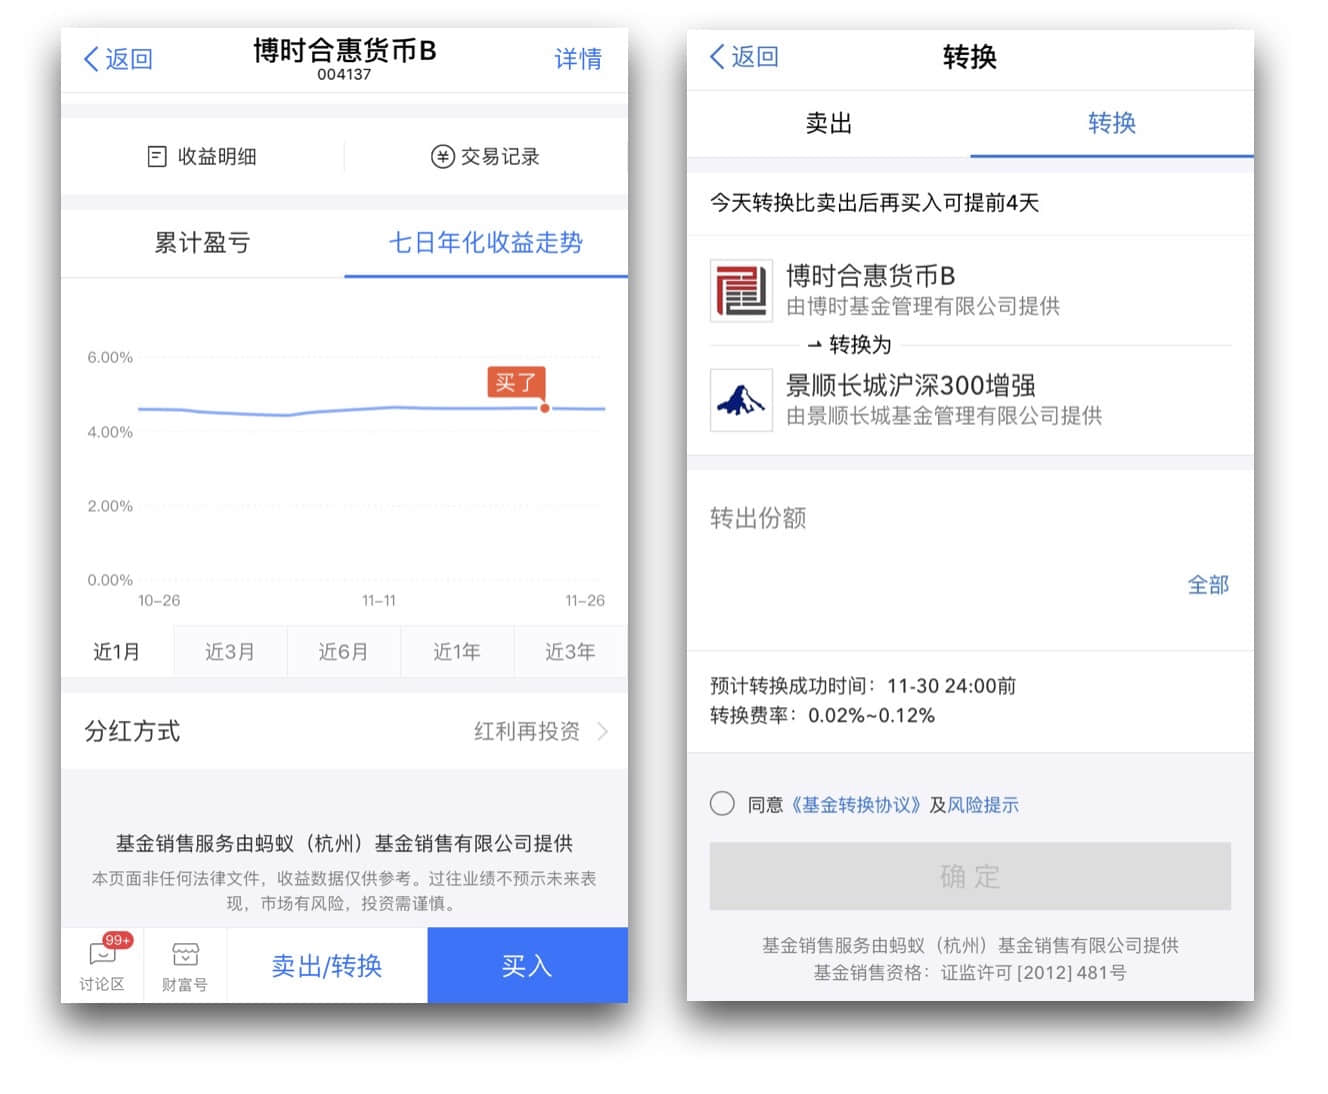 返回
博时合惠货币B
004137
详情
收益明细
交易记录
累计盈亏
七日年化收益走势
6.00%
买了
4.00%
2.00%
0.00%
10-26
11-11
11-26
近1月
近3月
近6月
近1年
近3年
分红方式
红利再投资
基金销售服务由蚂蚁（杭州）基金销售有限公司提供
本页面非任何法律文件，收益数据仅供参考。过往业绩不预示未来表
现，市场有风险，投资需谨慎。
99+
讨论区
财富号
卖出/转换
买入
返回
转换
卖出
转换
今天转换比卖出后再买入可提前4天
博时合惠货币B
由博时基金管理有限公司提供
转换为
景顺长城沪深300增强
由景顺长城基金管理有限公司提供
转出份额
全部
预计转换成功时间：11-30 24:00前
转换费率：0.02%~0.12%
同意《基金转换协议》及风险提示
确定
基金销售服务由蚂蚁（杭州）基金销售有限公司提供
基金销售资格：证监许可 [2012] 481号